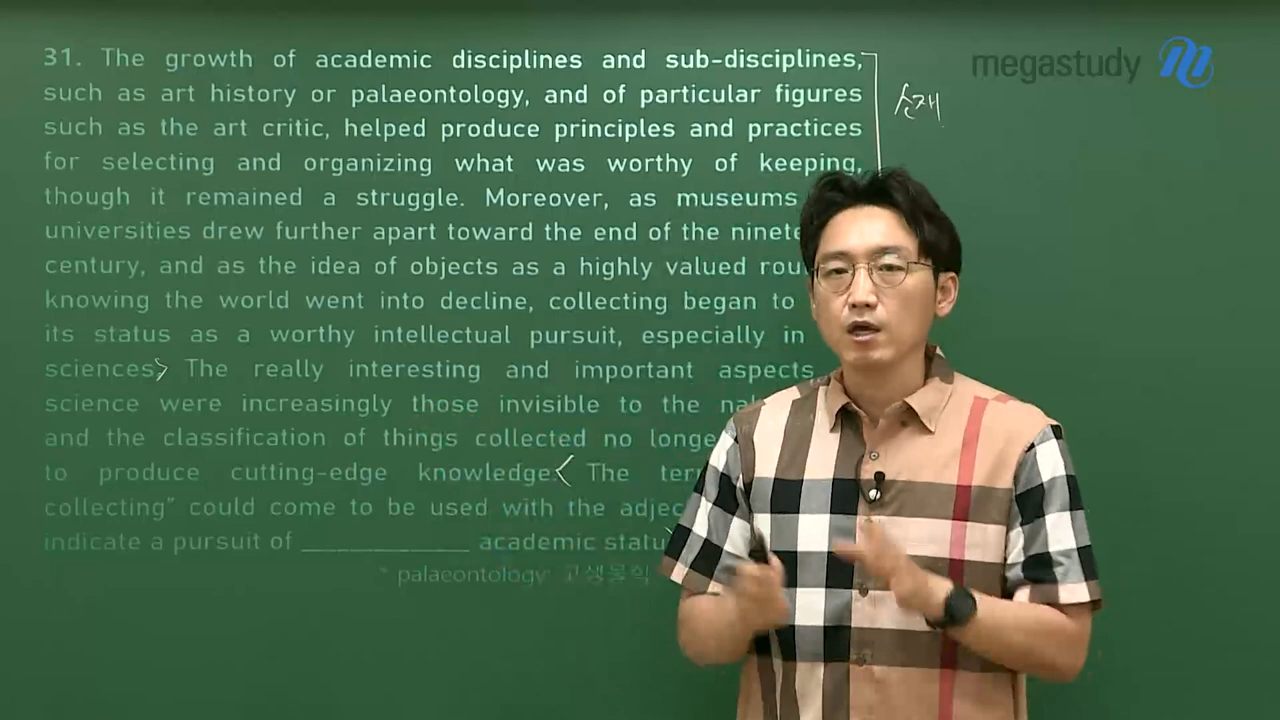 31. The growth of academic disciplines and sub-disciplines,
such as art history or palaeontology, and of particular figures
such as the art critic, helped produce principles and practices
for selecting and organizing what was worthy of keeping,
though it remained a struggle. Moreover, as museums
universities drew further apart toward the end of the
century, and as the idea of objects as a highly valued
knowing the world went into decline, collecting began to
its status as a worthy intellectual pursuit, especially in
sciences. The really interesting and important aspects
science were increasingly those invisible to the
and the classification of things collected no
to produce cutting-edge knowledge. The
collecting” could come to be used with the
indicate a pursuit of ____________ academic
* palaeontology: 고생물학
소재
megastudy